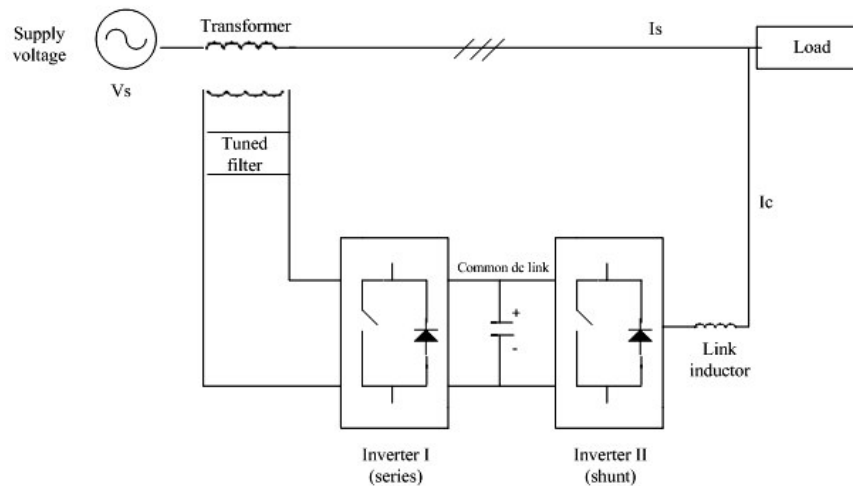 Supply
voltage
Vs
Transformer
Is
Load
Tuned
filter
Ic
Common dc link
+
-
Link
inductor
Inverter I
(series)
Inverter II
(shunt)